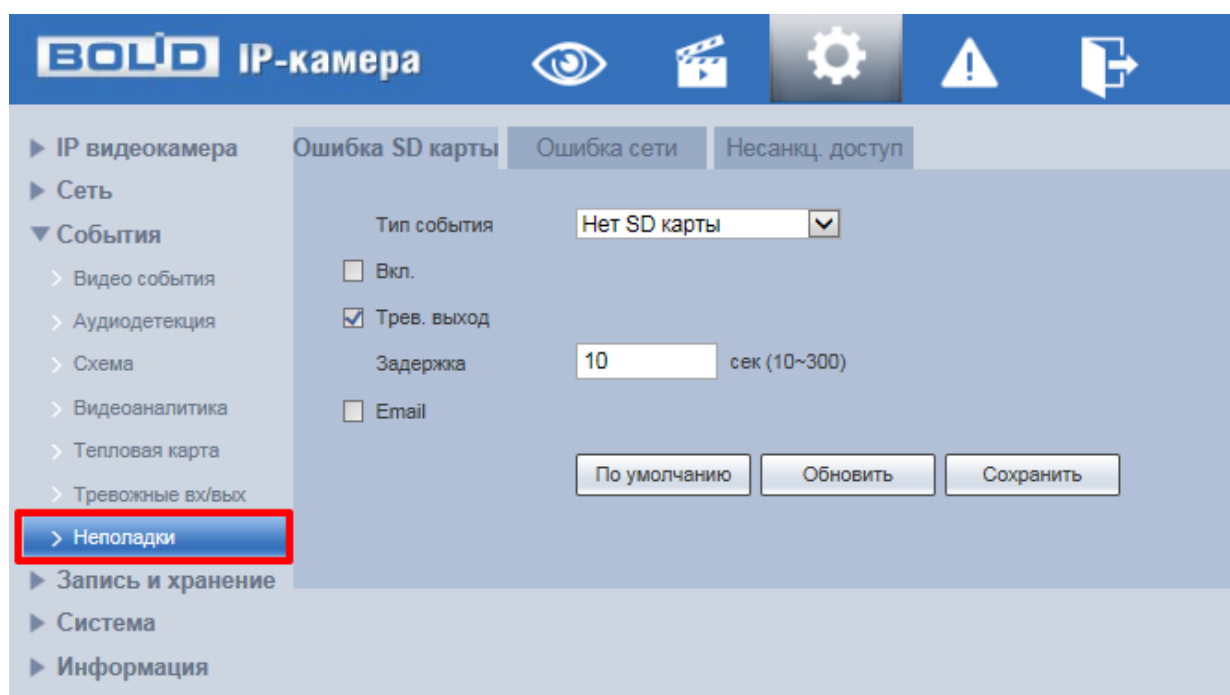 BOLID IP-камера
IP видеокамера
Сеть
События
Видео события
Аудиодетекция
Схема
Видеоаналитика
Тепловая карта
Тревожные вх/вых
Неполадки
Запись и хранение
Система
Информация
Ошибка SD карты Ошибка сети Несанкц. доступ
Тип события Нет SD карты
Вкл.
Трев. выход
Задержка 10 сек (10~300)
Email
По умолчанию Обновить Сохранить